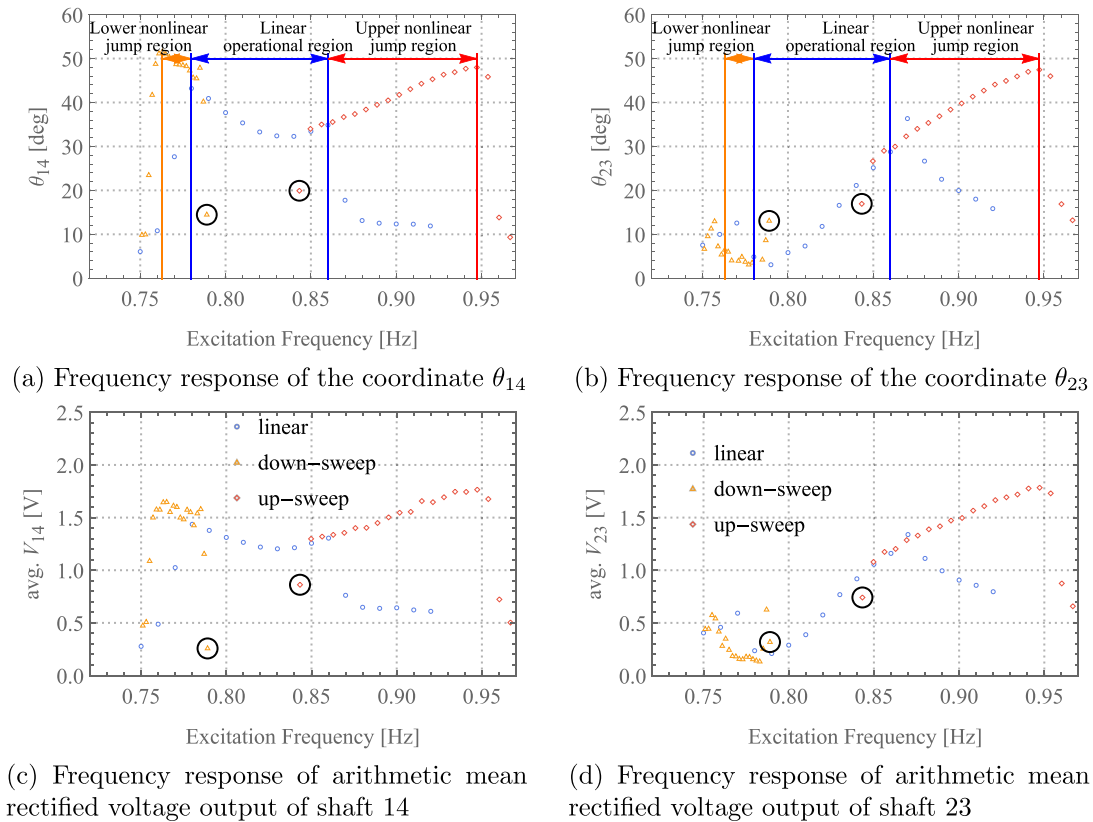 Lower nonlinear jump region
Linear operational region
Upper nonlinear jump region
60
50
40
30
20
10
0
θ14 [deg]
0.75 0.80 0.85 0.90 0.95
Excitation Frequency [Hz]
(a) Frequency response of the coordinate θ14
Lower nonlinear jump region
Linear operational region
Upper nonlinear jump region
60
50
40
30
20
10
0
θ23 [deg]
0.75 0.80 0.85 0.90 0.95
Excitation Frequency [Hz]
(b) Frequency response of the coordinate θ23
2.5
2.0
1.5
1.0
0.5
0.0
avg. V14 [V]
linear
down−sweep
up−sweep
0.75 0.80 0.85 0.90 0.95
Excitation Frequency [Hz]
(c) Frequency response of arithmetic mean
rectified voltage output of shaft 14
2.5
2.0
1.5
1.0
0.5
0.0
avg. V23 [V]
linear
down−sweep
up−sweep
0.75 0.80 0.85 0.90 0.95
Excitation Frequency [Hz]
(d) Frequency response of arithmetic mean
rectified voltage output of shaft 23